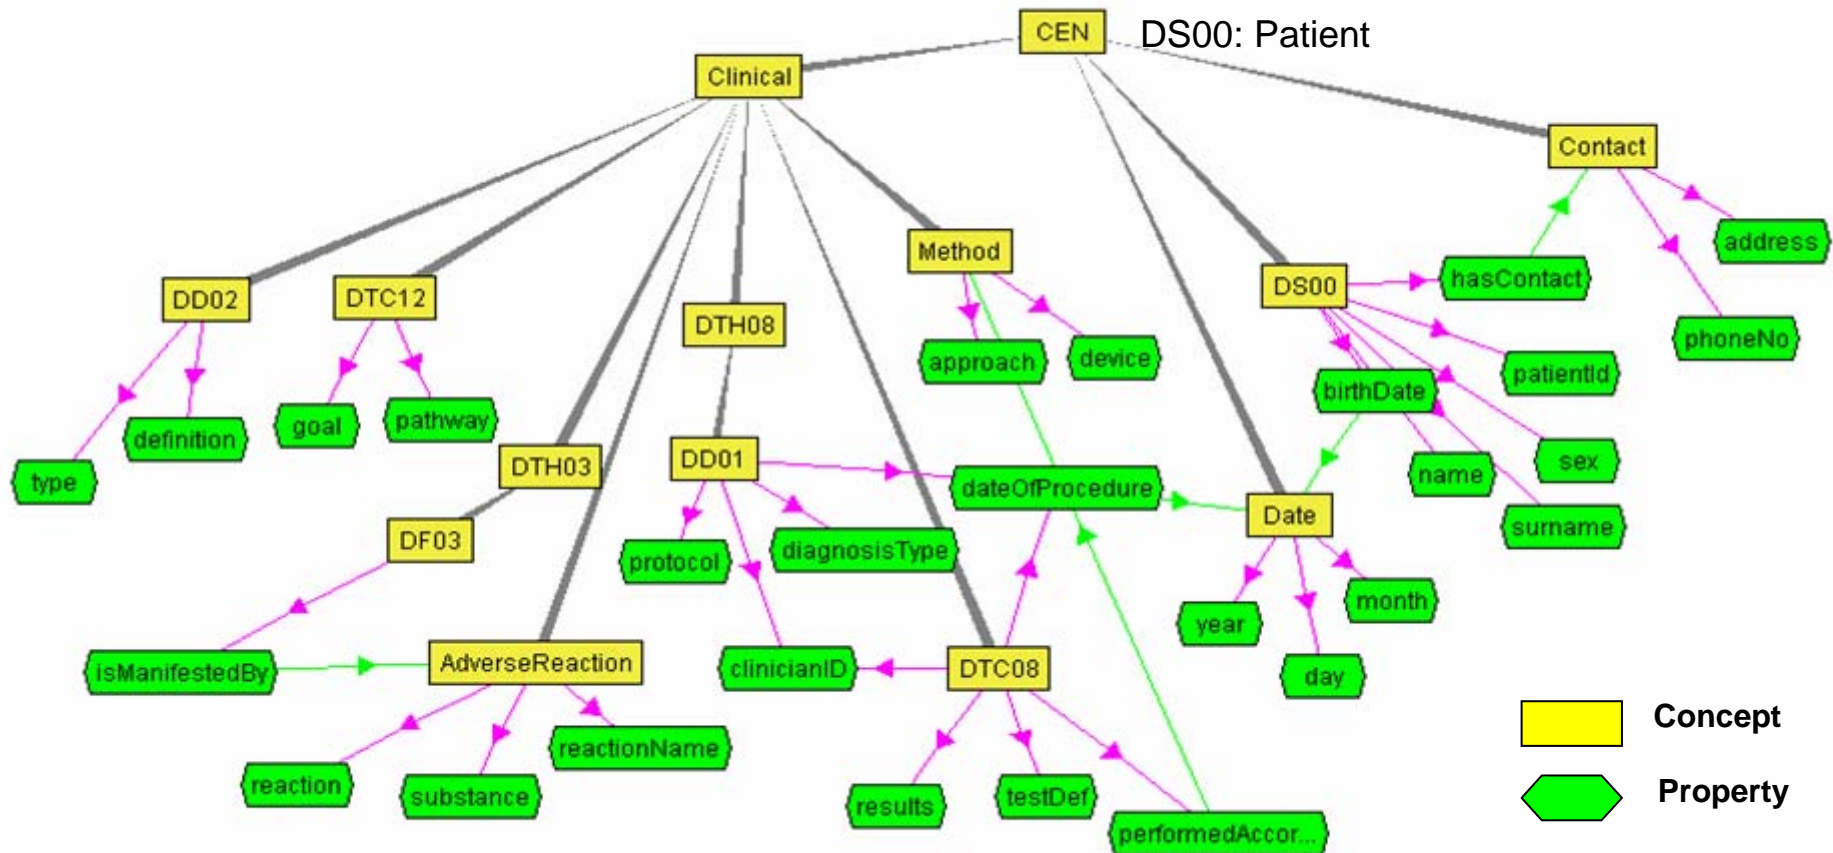 CEN
DS00: Patient
Clinical
Contact
address
Method
hasContact
DS00
DD02
DTC12
DTH08
phoneNo
approach
device
patientId
birthDate
goal
pathway
definition
type
DTH03
DD01
dateOfProcedure
name
sex
surname
Date
DF03
protocol
diagnosisType
month
year
isManifestedBy
AdverseReaction
clinicianID
DTC08
day
Concept
reactionName
reaction
substance
results
testDef
Property
performedAccor...